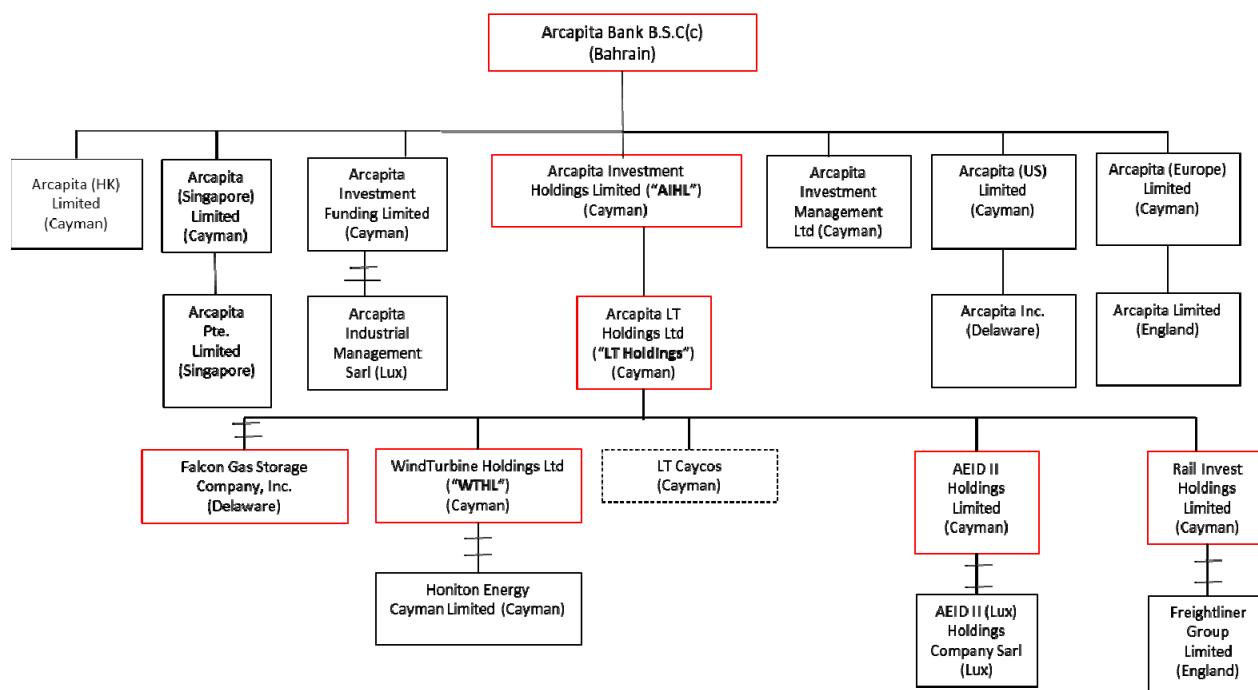 Arcapita Bank B.S.C(c)
(Bahrain)
Arcapita (HK)
Limited
(Cayman)
Arcapita
(Singapore)
Limited
(Cayman)
Arcapita
Investment
Funding Limited
(Cayman)
Arcapita Investment
Holdings Limited (“AIHL”)
(Cayman)
Arcapita
Investment
Management
Ltd (Cayman)
Arcapita (US)
Limited
(Cayman)
Arcapita (Europe)
Limited
(Cayman)
Arcapita
Pte.
Limited
(Singapore)
Arcapita
Industrial
Management
Sarl (Lux)
Arcapita LT
Holdings Ltd
(“LT Holdings”)
(Cayman)
Arcapita Inc.
(Delaware)
Arcapita Limited
(England)
Falcon Gas Storage
Company, Inc.
(Delaware)
WindTurbine Holdings Ltd
(“WTHL”)
(Cayman)
LT Caycos
(Cayman)
AEID II
Holdings
Limited
(Cayman)
Rail Invest
Holdings
Limited
(Cayman)
Honiton Energy
Cayman Limited (Cayman)
AEID II (Lux)
Holdings
Company Sarl
(Lux)
Freightliner
Group
Limited
(England)